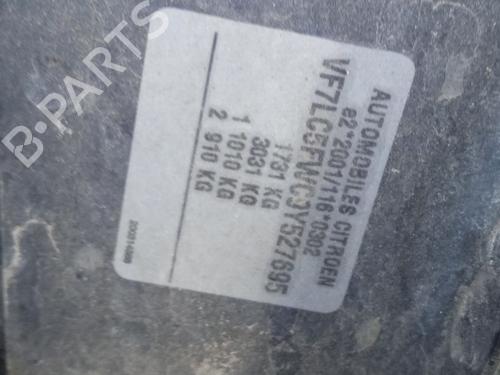 AUTOMOBILES CITROEN
e2*2001/116*0302
VF7LC5FWC3Y527695
1731 KG
3031 KG
1 1010 KG
2 910 KG
B-PARTS